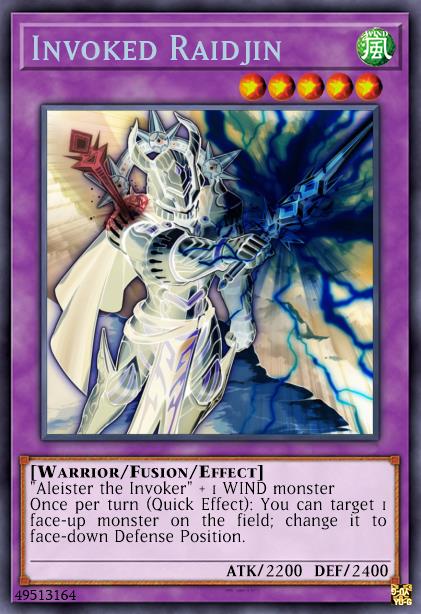 Invoked Raidjin
WIND
風
[Warrior/Fusion/Effect]
"Aleister the Invoker" + 1 WIND monster
Once per turn (Quick Effect): You can target 1
face-up monster on the field; change it to
face-down Defense Position.
ATK/2200 DEF/2400
49513164